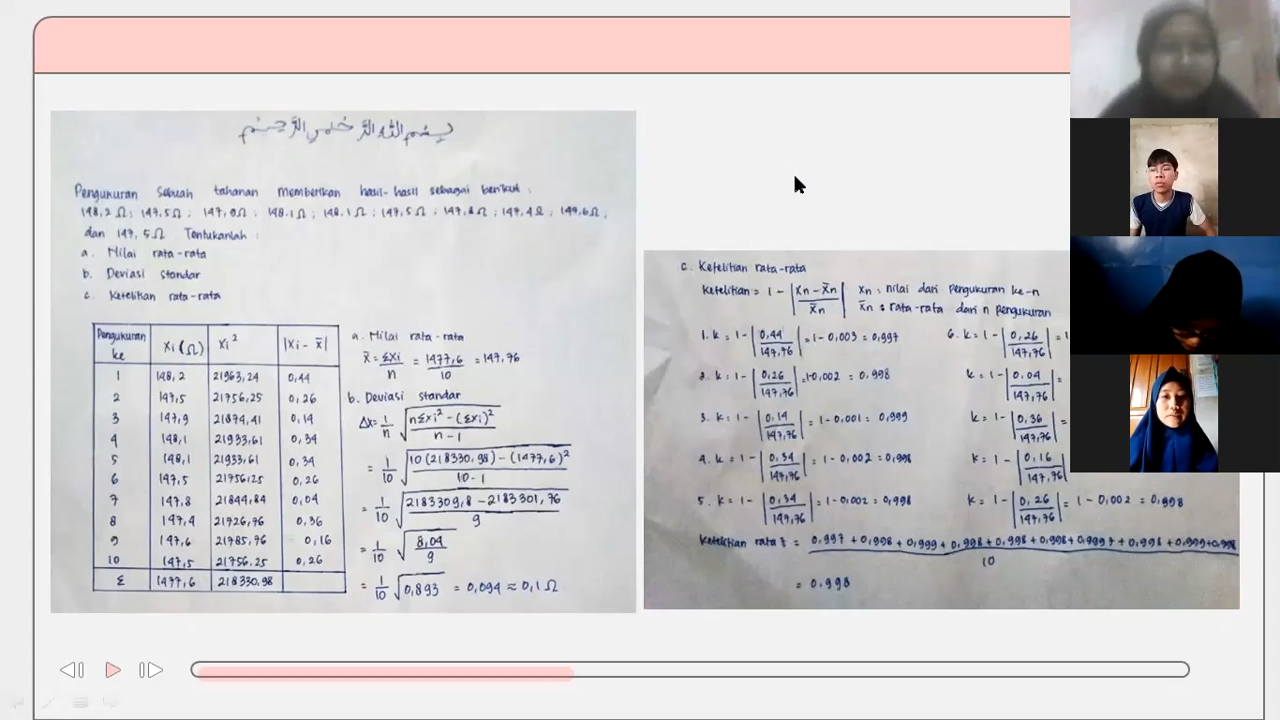 بسم الله الرحمن الرحيم
Pengukuran sebuah tahanan memberikan hasil-hasil sebagai berikut :
148,2 Ω ; 147,5 Ω ; 147,9 Ω ; 148,1 Ω ; 148,1 Ω ; 147,5 Ω ; 147,8 Ω ; 147,4 Ω ; 147,6 Ω ;
dan 147,5 Ω Tentukanlah :
a. Nilai rata-rata
b. Deviasi standar
c. Ketelitian rata-rata
Pengukuran ke | Xi (Ω) | Xi² | |Xi - x̄|
1 148,2 21963,24 0,44
2 147,5 21756,25 0,26
3 147,9 21874,41 0,14
4 148,1 21933,61 0,34
5 148,1 21933,61 0,34
6 147,5 21756,25 0,26
7 147,8 21844,84 0,04
8 147,4 21726,76 0,36
9 147,6 21785,76 0,16
10 147,5 21756,25 0,26
Σ 1477,6 218330,98
a. Nilai rata-rata
x̄ = Σxi / n = 1477,6 / 10 = 147,76
b. Deviasi standar
Δx = 1/n √((nΣxi² - (Σxi)²) / (n - 1))
= 1/10 √((10 (218330,98) - (1477,6)²) / (10 - 1))
= 1/10 √((2183309,8 - 2183301,76) / 9)
= 1/10 √(8,04 / 9)
= 1/10 √0,893 = 0,094 ≈ 0,1 Ω
c. Ketelitian rata-rata
Ketelitian = 1 - |(Xn - X̄n) / X̄n| Xn : nilai dari pengukuran ke-n
X̄n = rata-rata dari n pengukuran
1. k = 1 - |0,44 / 147,76| = 1 - 0,003 = 0,997
2. k = 1 - |0,26 / 147,76| = 1-0,002 = 0,998
3. k = 1 - |0,14 / 147,76| = 1 - 0,001 = 0,999
4. k = 1 - |0,34 / 147,76| = 1 - 0,002 = 0,998
5. k = 1 - |0,34 / 147,76| = 1 - 0,002 = 0,998
6. k = 1 - |0,26 / 147,76| = 1
k = 1 - |0,04 / 147,76| =
k = 1 - |0,36 / 147,76| =
k = 1 - |0,16 / 147,76|
k = 1 - |0,26 / 147,76| = 1 - 0,002 = 0,998
Ketelitian rata² = 0,997 + 0,998 + 0,999 + 0,998 + 0,998 + 0,998 + 0,999 + 0,998 + 0,999 + 0,998
10
= 0,998